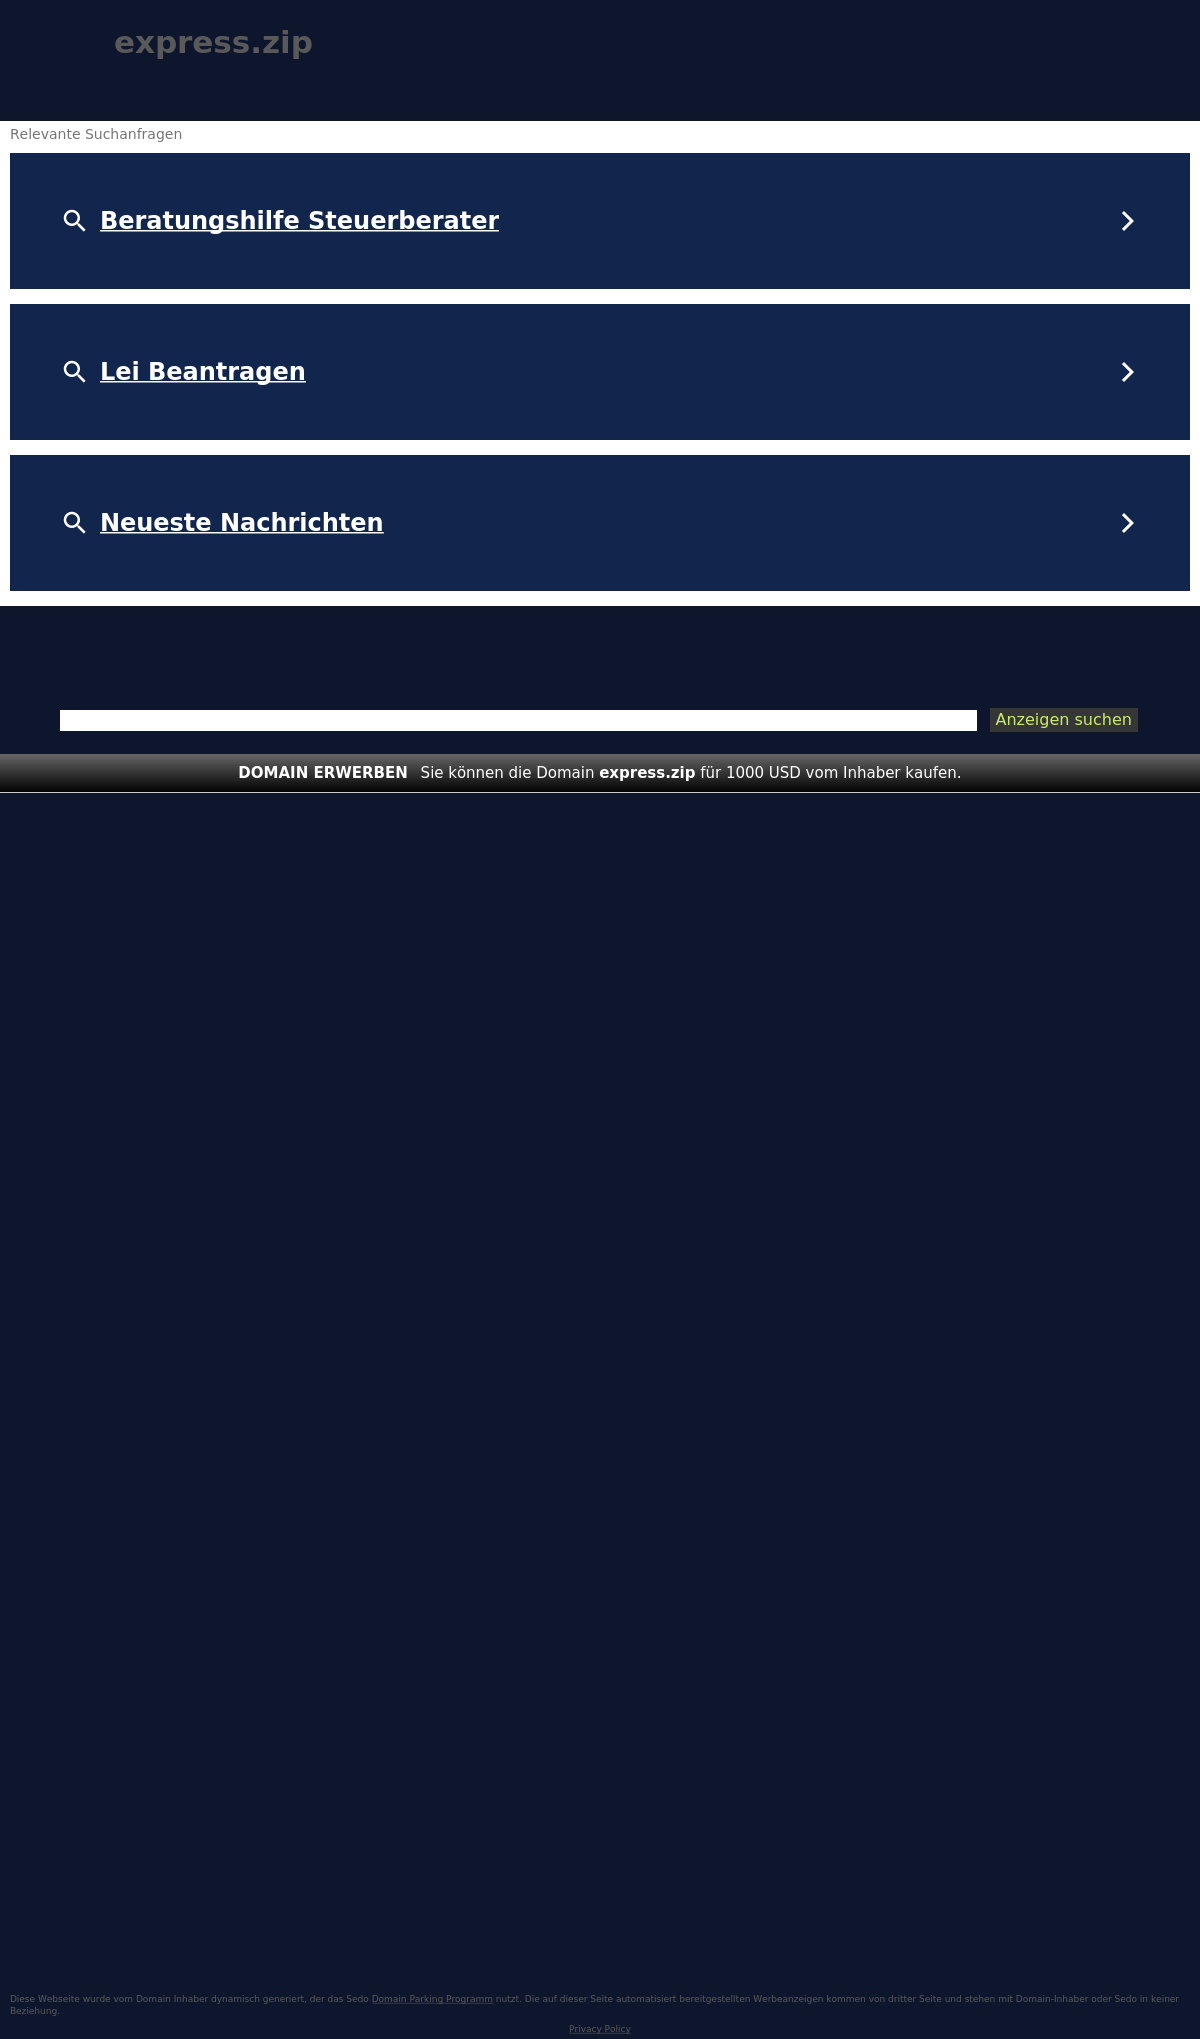 express.zip
Relevante Suchanfragen
Beratungshilfe Steuerberater
Lei Beantragen
Neueste Nachrichten
Anzeigen suchen
DOMAIN ERWERBEN Sie können die Domain express.zip für 1000 USD vom Inhaber kaufen.
Diese Webseite wurde vom Domain Inhaber dynamisch generiert, der das Sedo Domain Parking Programm nutzt. Die auf dieser Seite automatisiert bereitgestellten Werbeanzeigen kommen von dritter Seite und stehen mit Domain-Inhaber oder Sedo in keiner
Beziehung.
Privacy Policy